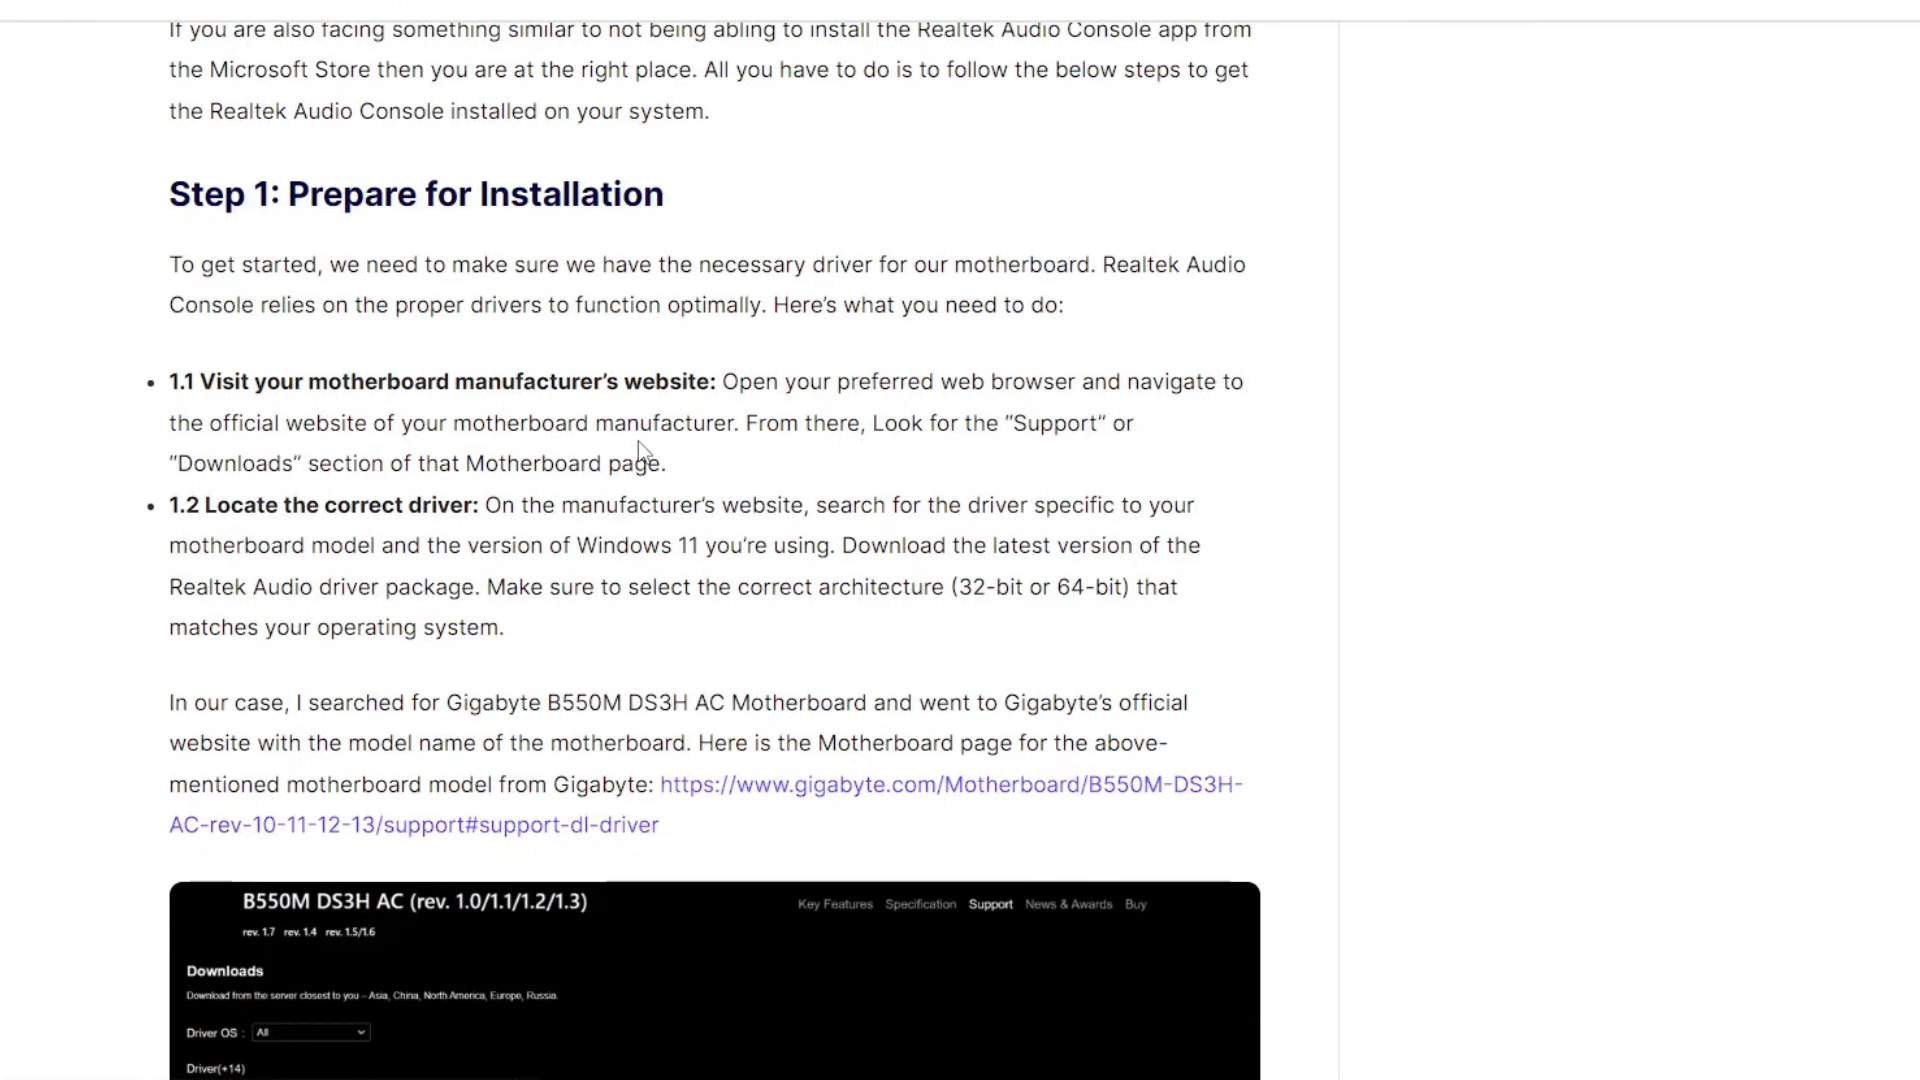 If you are also facing something similar to not being abling to install the Realtek Audio Console app from
the Microsoft Store then you are at the right place. All you have to do is to follow the below steps to get
the Realtek Audio Console installed on your system.
Step 1: Prepare for Installation
To get started, we need to make sure we have the necessary driver for our motherboard. Realtek Audio
Console relies on the proper drivers to function optimally. Here’s what you need to do:
• 1.1 Visit your motherboard manufacturer’s website: Open your preferred web browser and navigate to
the official website of your motherboard manufacturer. From there, Look for the “Support” or
“Downloads” section of that Motherboard page.
• 1.2 Locate the correct driver: On the manufacturer’s website, search for the driver specific to your
motherboard model and the version of Windows 11 you’re using. Download the latest version of the
Realtek Audio driver package. Make sure to select the correct architecture (32-bit or 64-bit) that
matches your operating system.
In our case, I searched for Gigabyte B550M DS3H AC Motherboard and went to Gigabyte’s official
website with the model name of the motherboard. Here is the Motherboard page for the above-
mentioned motherboard model from Gigabyte: https://www.gigabyte.com/Motherboard/B550M-DS3H-
AC-rev-10-11-12-13/support#support-dl-driver
B550M DS3H AC (rev. 1.0/1.1/1.2/1.3)
Key Features Specification Support News & Awards Buy
rev. 1.7 rev. 1.4 rev. 1.5/1.6
Downloads
Download from the server closest to you – Asia, China, North America, Europe, Russia.
Driver OS : All
Driver(+14)